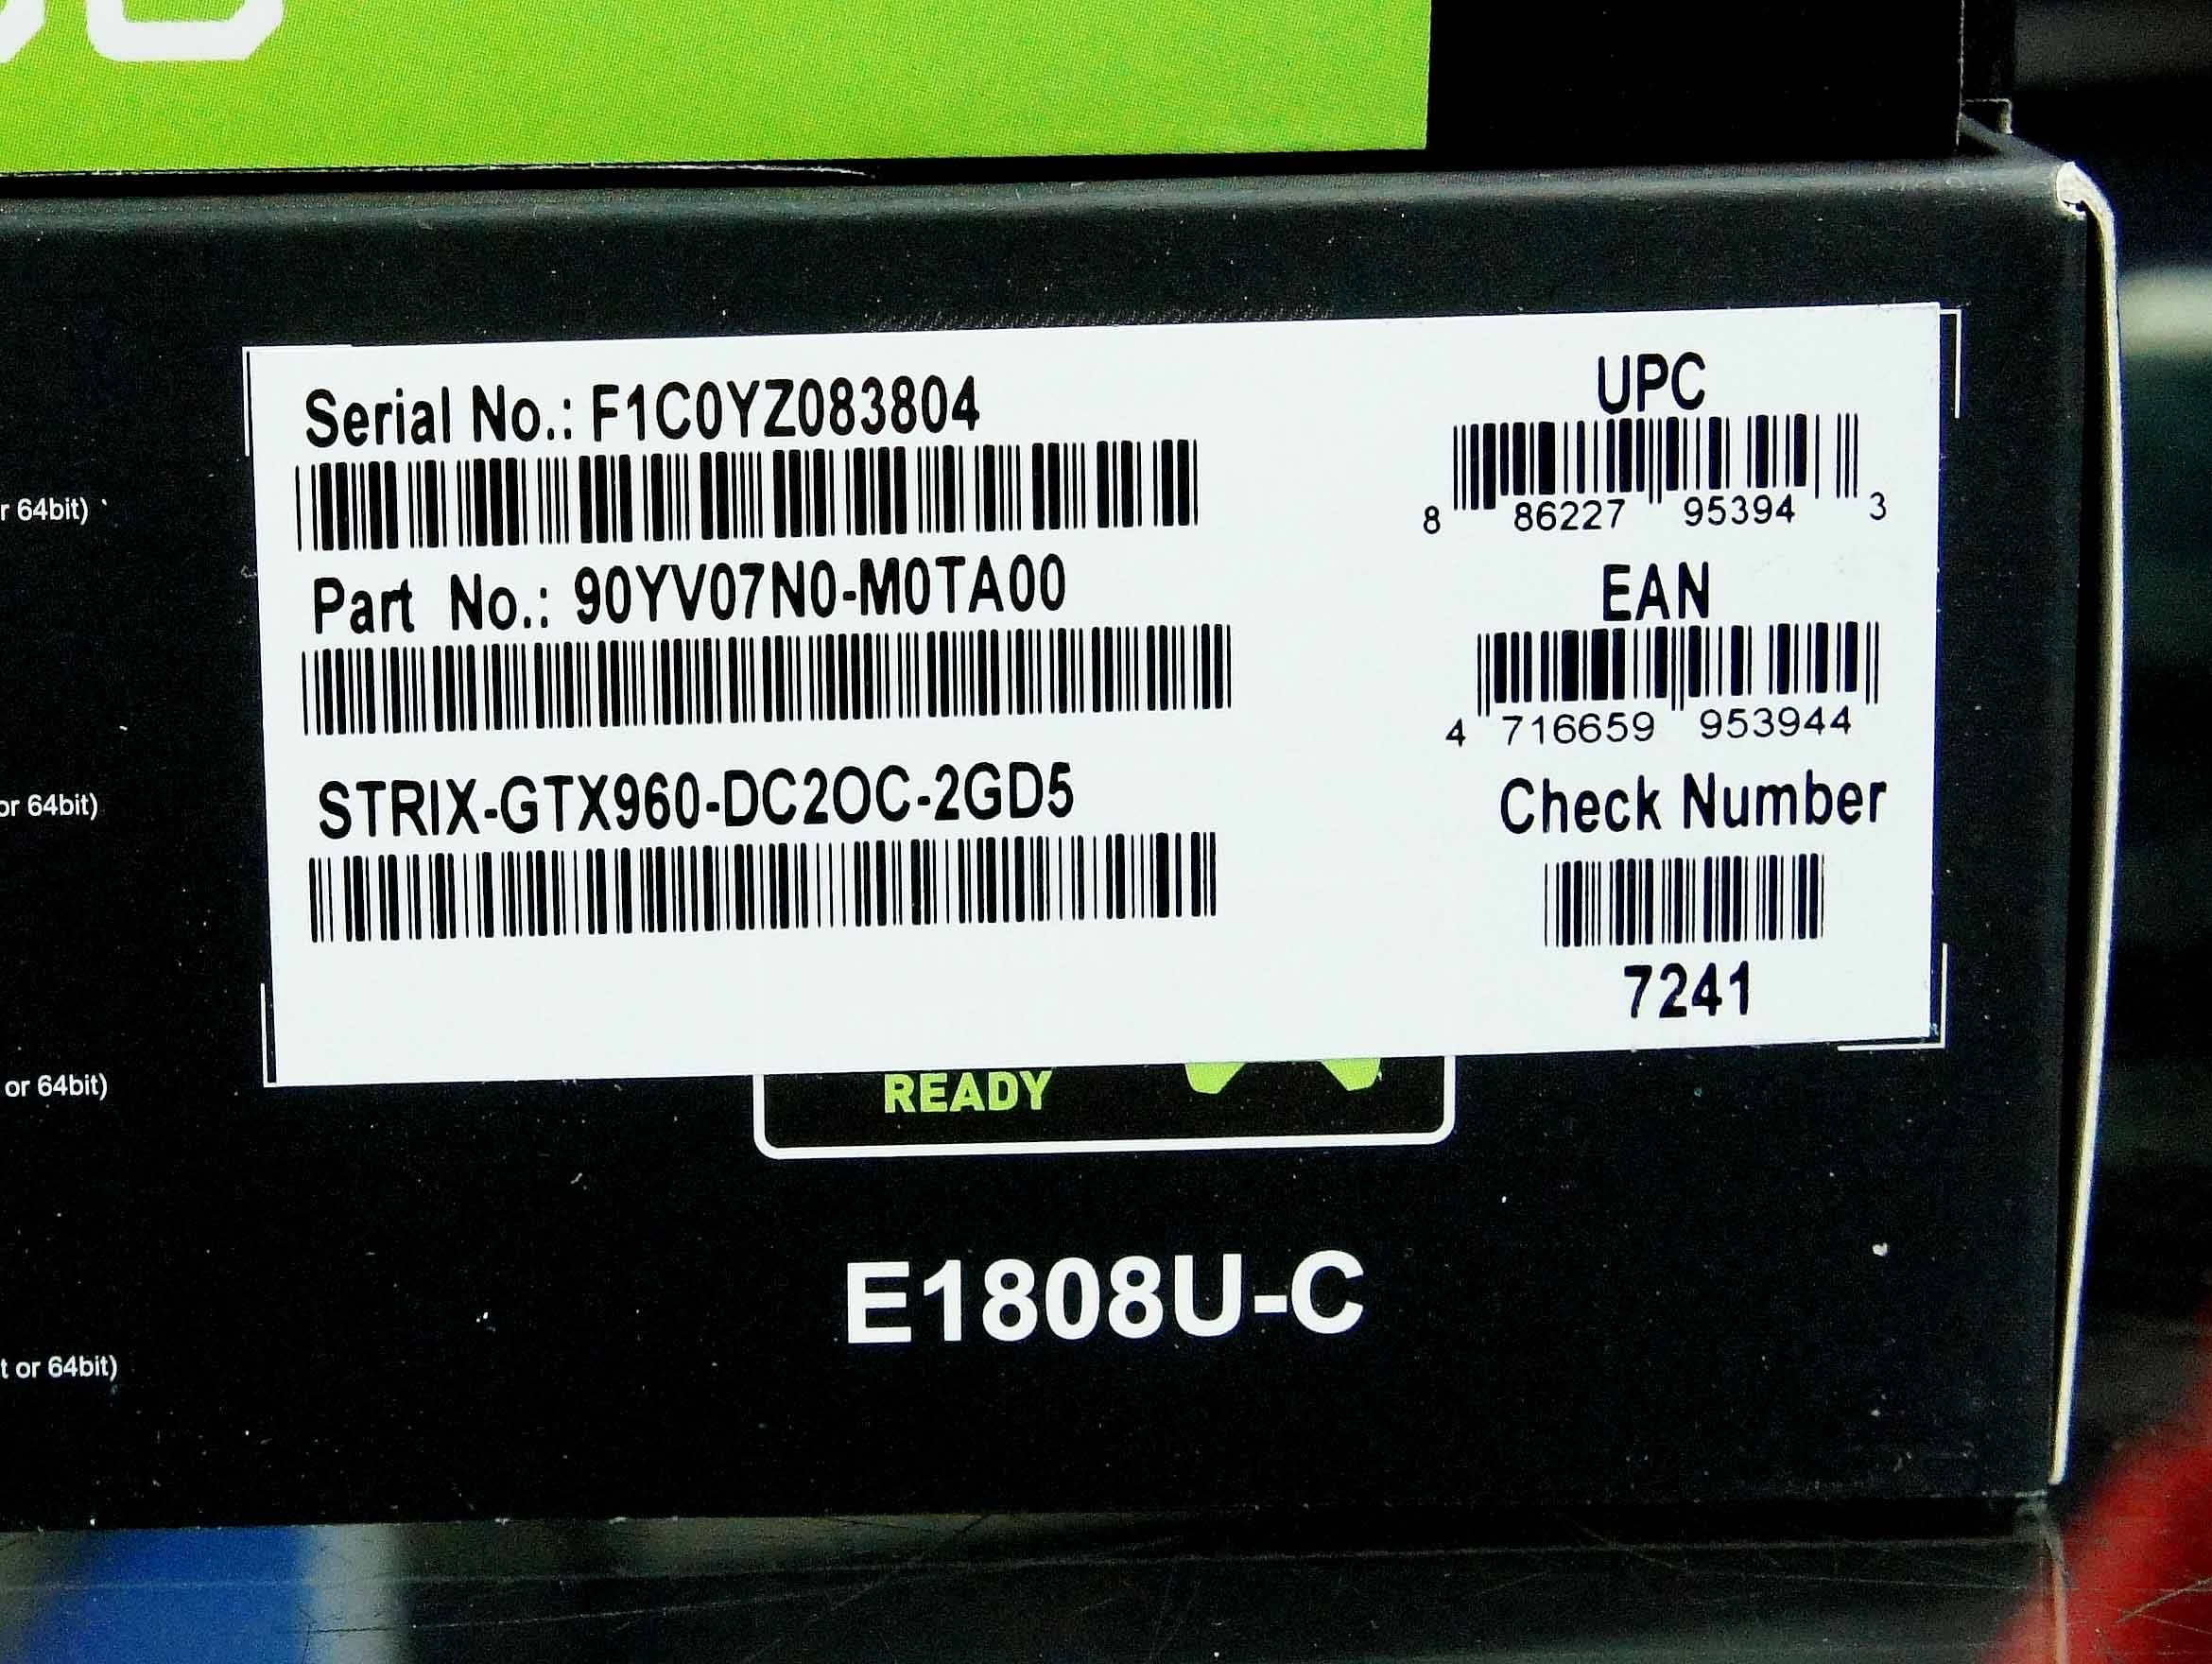 Serial No.: F1C0YZ083804
Part No.: 90YV07N0-M0TA00
STRIX-GTX960-DC2OC-2GD5
UPC
8 86227 95394 3
EAN
4 716659 953944
Check Number
7241
r 64bit)
or 64bit)
or 64bit)
t or 64bit)
READY
E1808U-C